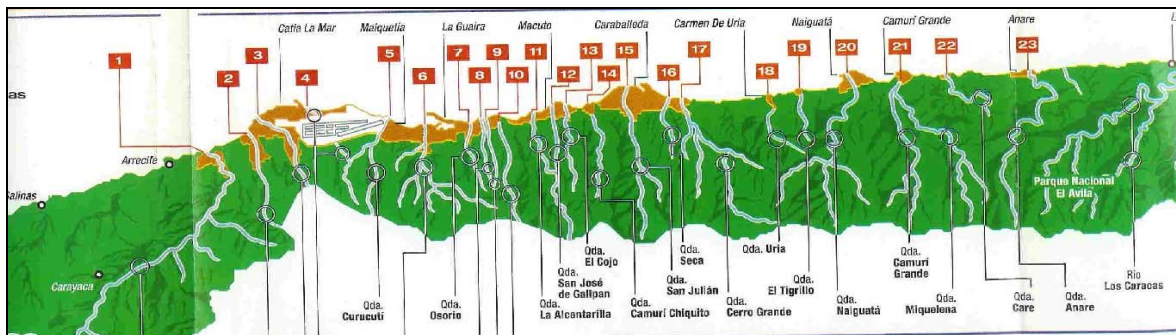 Catia La Mar
Maiquetía
La Guaira
Macuto
Caraballeda
Carmen De Uria
Naiguatá
Camurí Grande
Anare
1
2
3
4
5
6
7
8
9
10
11
12
13
14
15
16
17
18
19
20
21
22
23
as
Arrecife
Salinas
Carayaca
Parque Nacional
El Avila
Qda.
Curucutí
Qda.
Osorio
Qda.
El Cojo
Qda.
San José
de Galipan
Qda.
La Alcantarilla
Qda.
Camurí Chiquito
Qda.
Seca
Qda.
San Julián
Qda.
Cerro Grande
Qda. Uria
Qda.
El Tigrillo
Qda.
Naiguatá
Qda.
Camurí
Grande
Qda.
Miquelena
Qda.
Care
Qda.
Anare
Río
Los Caracas